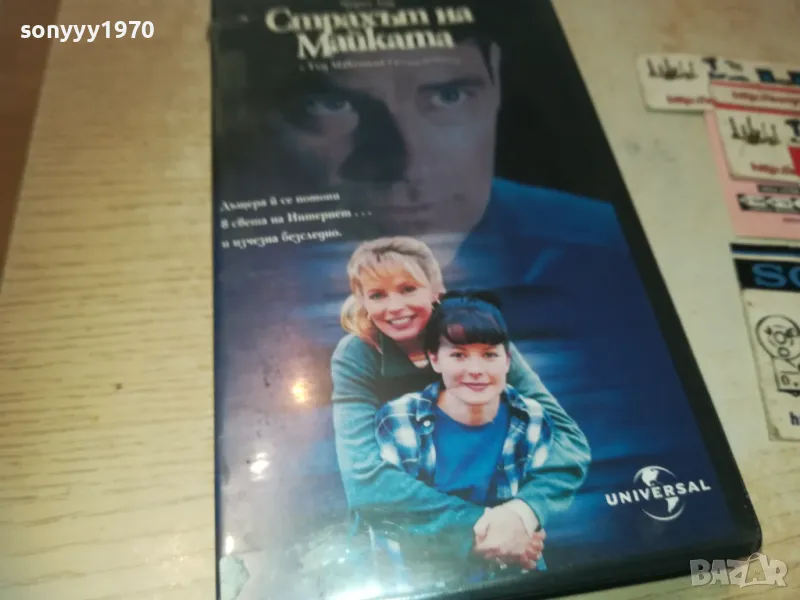 sonyyy1970
Страхът на
Майката
Дъщеря ѝ се потопи
в света на Интернет . . .
и изчезна безследно.
UNIVERSAL
BAZAR